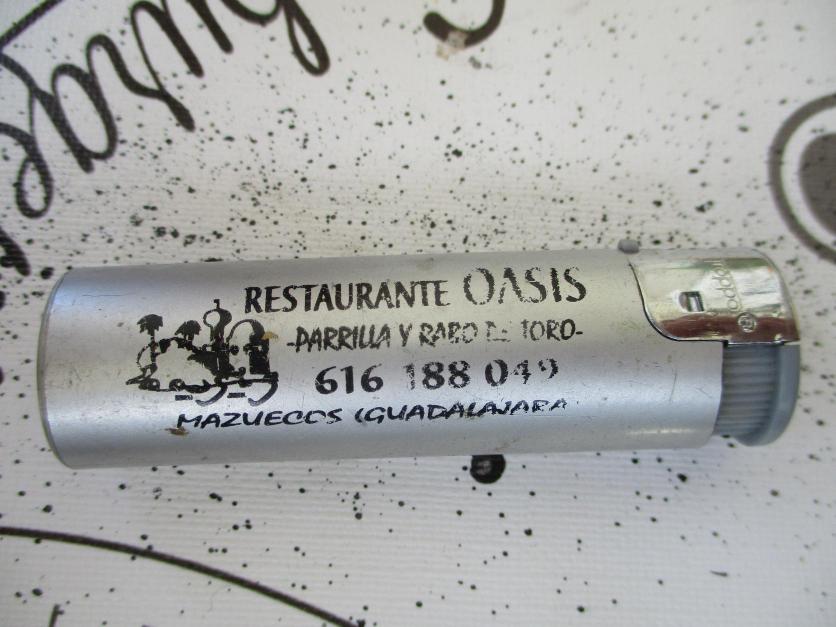 RESTAURANTE OASIS
-PARRILLA Y RABO DE TORO-
616 188 049
MAZUECOS (GUADALAJARA